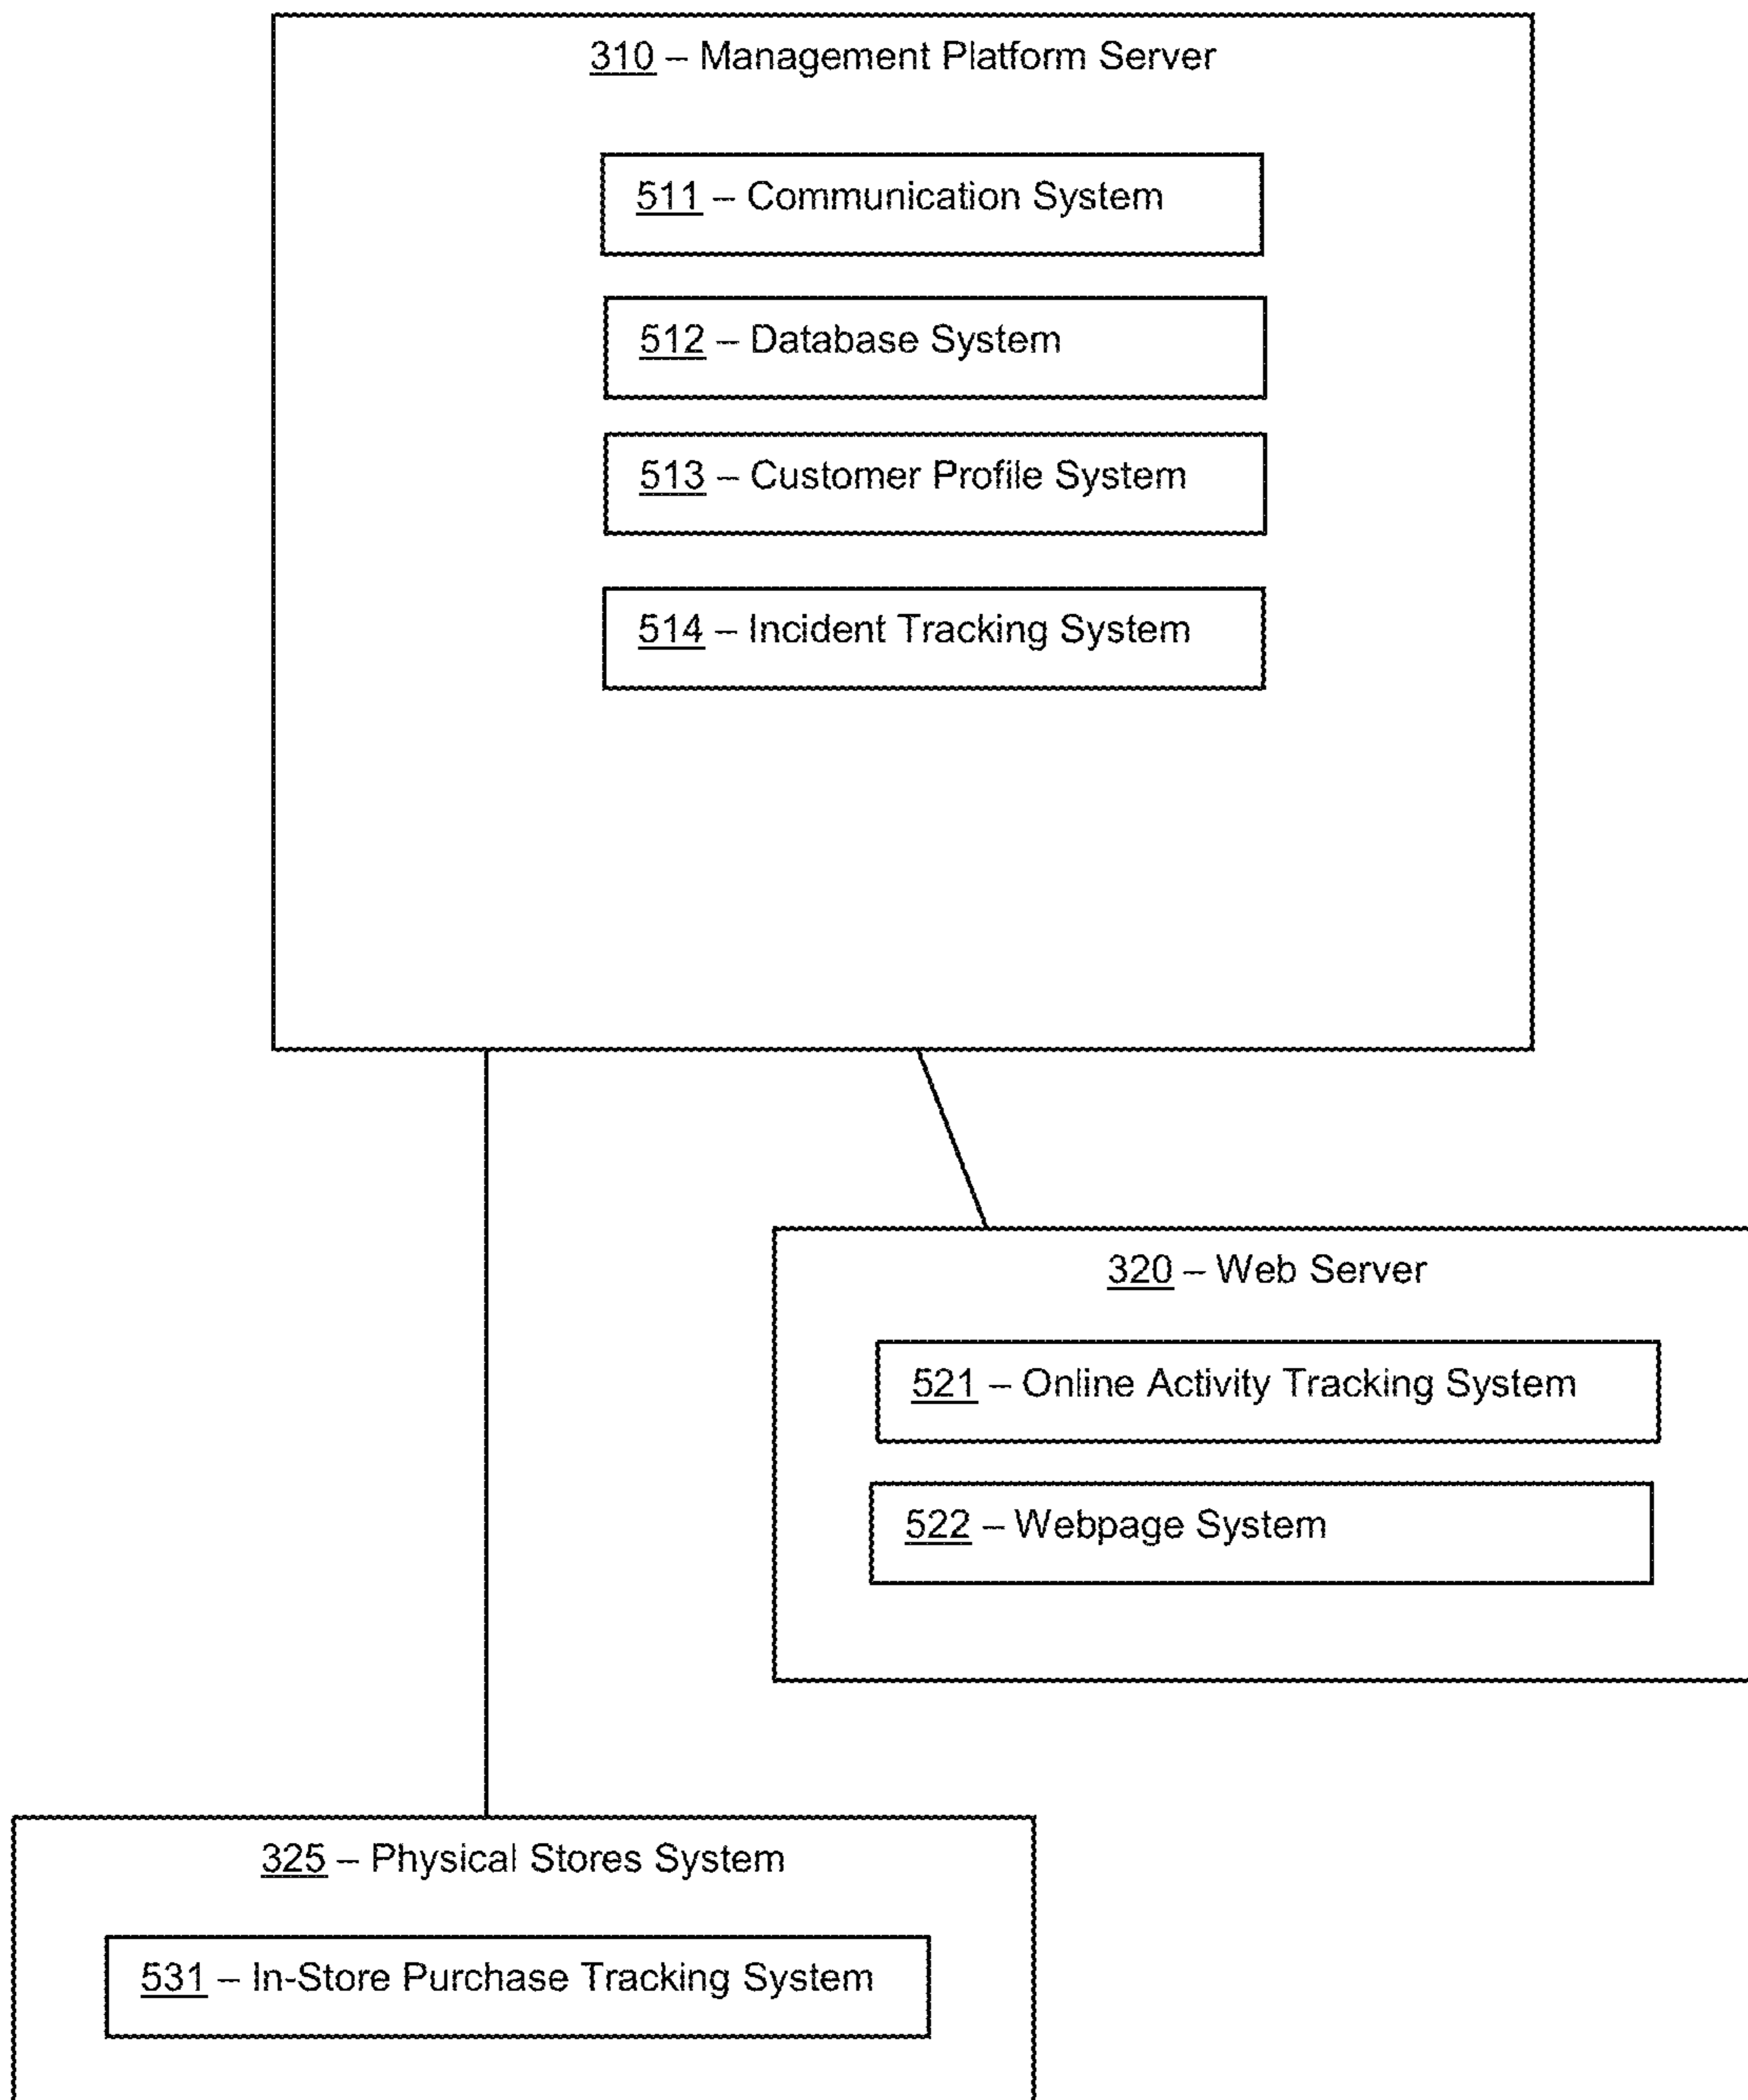 310 – Management Platform Server
511 – Communication System
512 – Database System
513 – Customer Profile System
514 – Incident Tracking System
320 – Web Server
521 – Online Activity Tracking System
522 – Webpage System
325 – Physical Stores System
531 – In-Store Purchase Tracking System